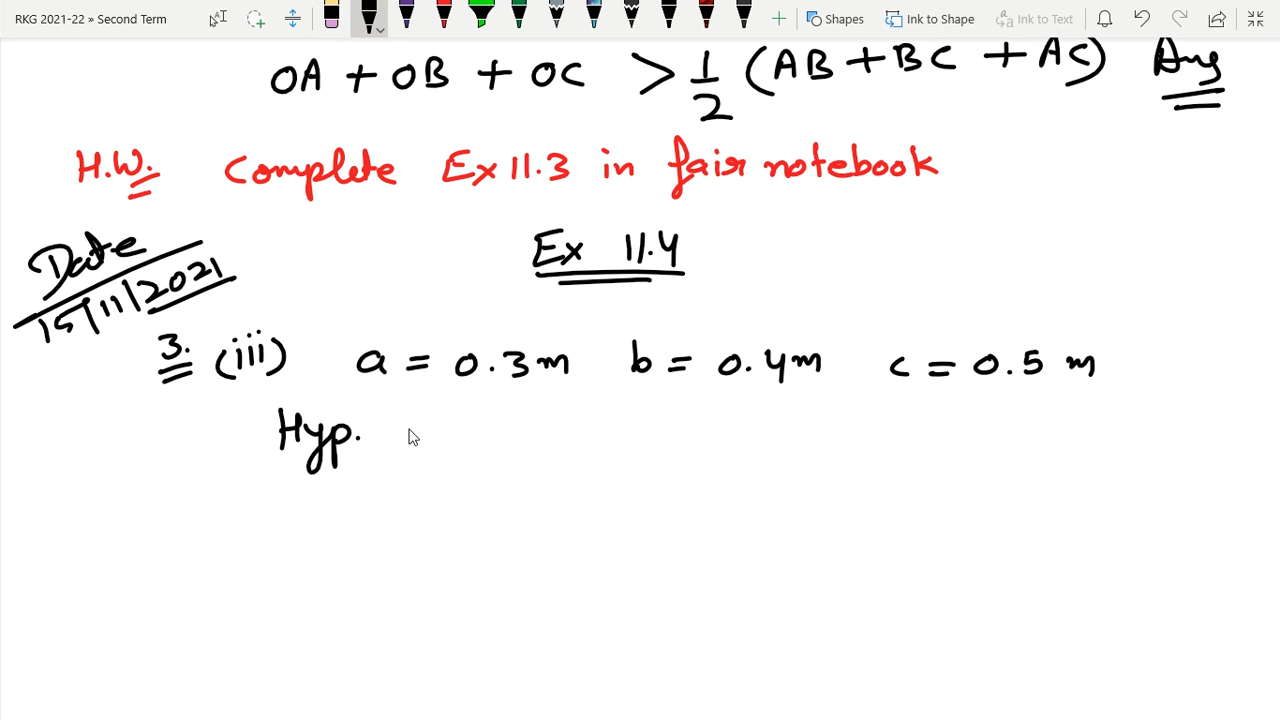 RKG 2021-22 » Second Term
Shapes Ink to Shape Ink to Text
OA + OB + OC > 1/2 (AB + BC + AC) Ans
H.W. Complete Ex 11.3 in fair notebook
Date
15/11/2021
Ex 11.4
3. (iii) a = 0.3m b = 0.4m c = 0.5 m
Hyp.